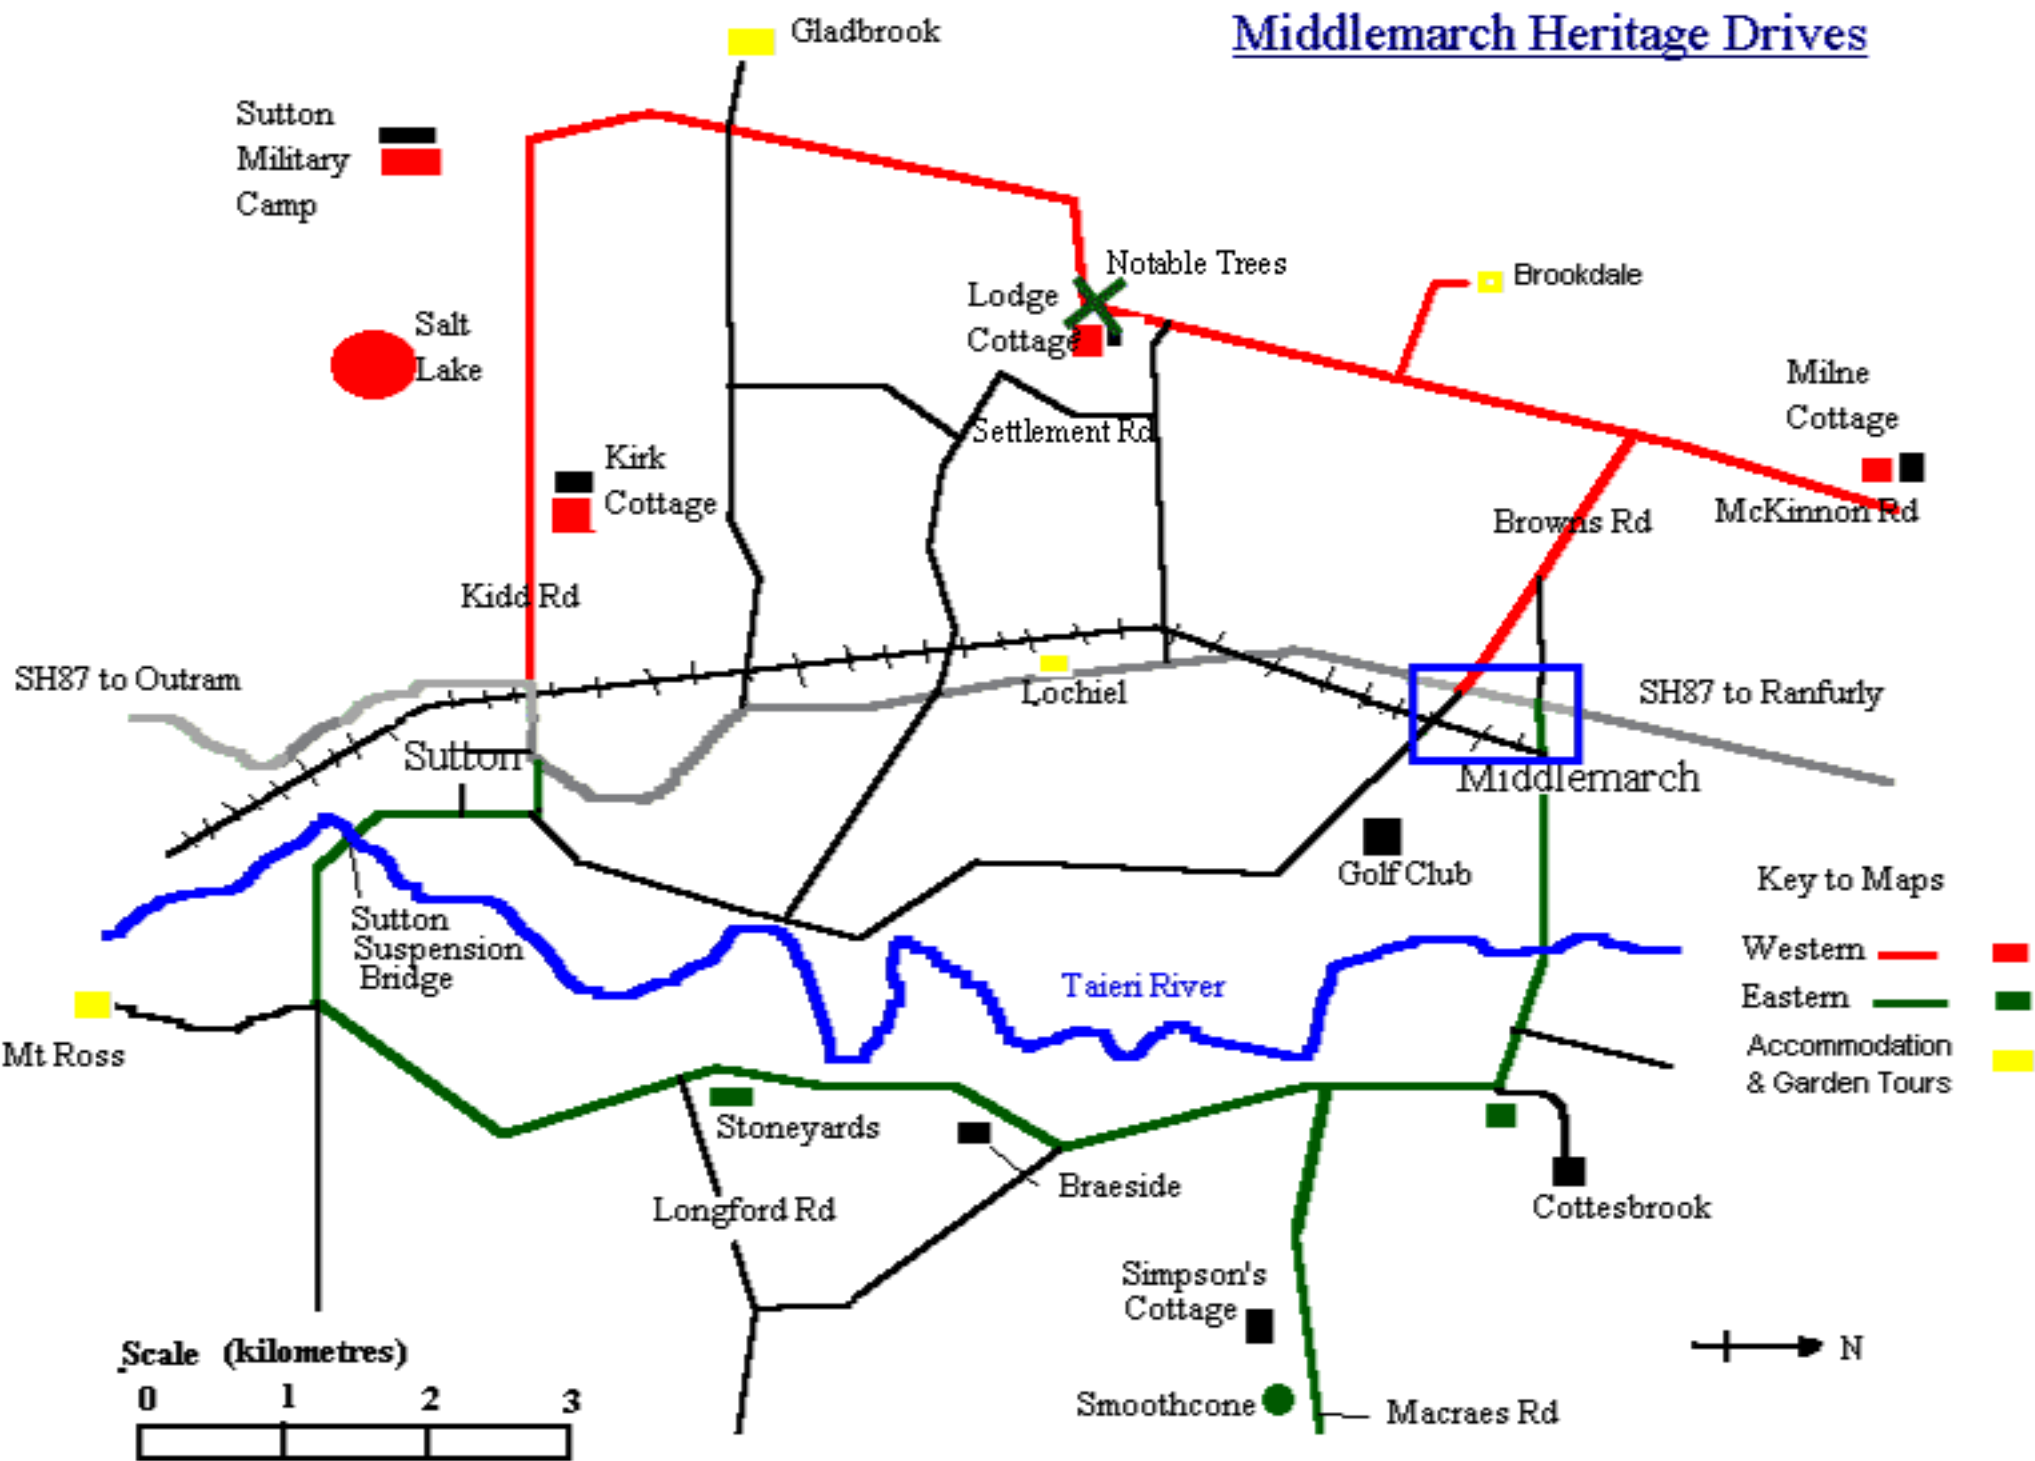 Middlemarch Heritage Drives
Gladbrook
Sutton
Military
Camp
Notable Trees
Lodge
Cottage
Brookdale
Salt
Lake
Milne
Cottage
Settlement Rd
Kirk
Cottage
Browns Rd
McKinnon Rd
Kidd Rd
SH87 to Outram
Lochiel
SH87 to Ranfurly
Sutton
Middlemarch
Golf Club
Key to Maps
Sutton
Suspension
Bridge
Western
Taieri River
Eastern
Mt Ross
Accommodation
& Garden Tours
Stoneyards
Braeside
Longford Rd
Cottesbrook
Simpson's
Cottage
Scale (kilometres)
N
0 1 2 3
Smoothcone
Macraes Rd